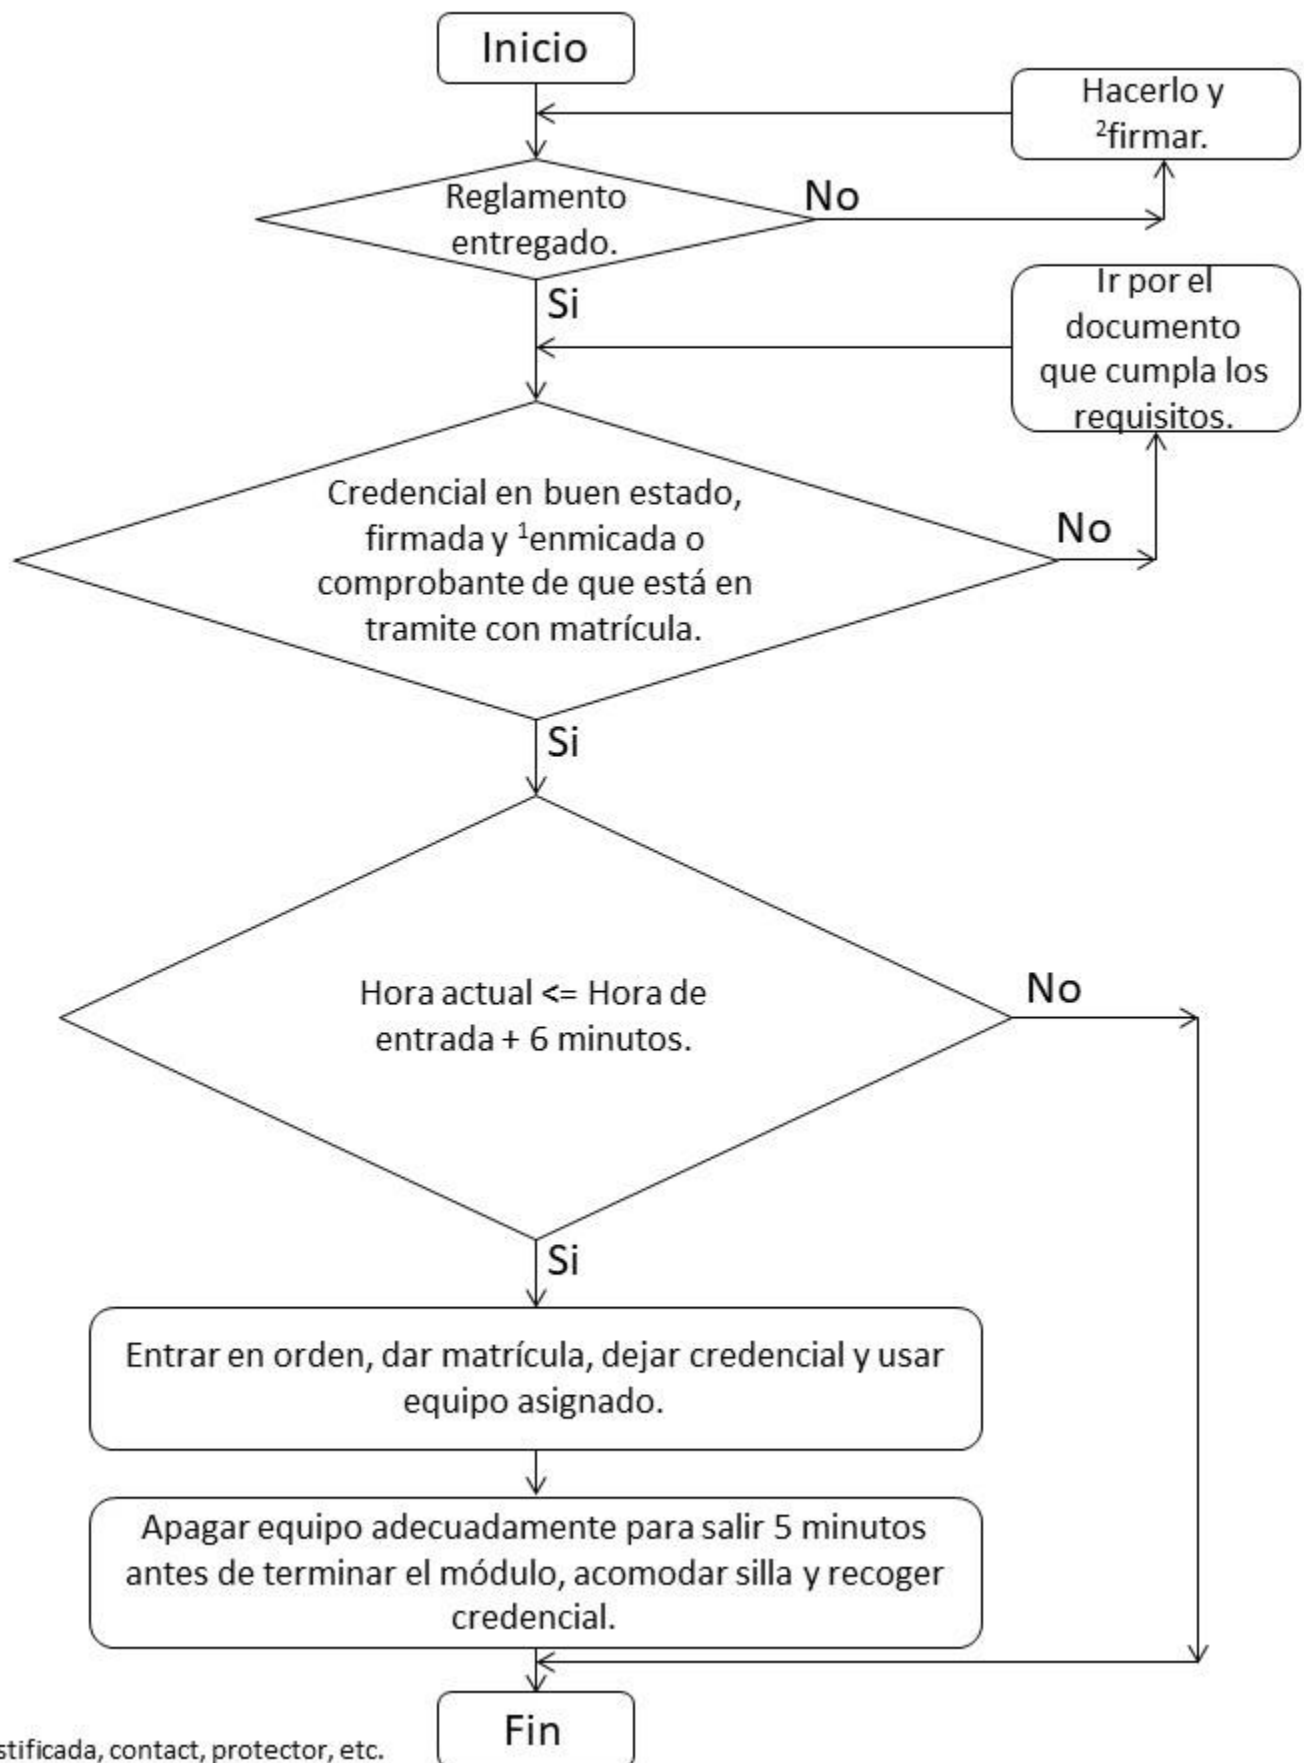 Inicio
Hacerlo y
²firmar.
Reglamento
entregado.
No
Si
Ir por el
documento
que cumpla los
requisitos.
Credencial en buen estado,
firmada y ¹enmicada o
comprobante de que está en
tramite con matrícula.
No
Si
Hora actual <= Hora de
entrada + 6 minutos.
No
Si
Entrar en orden, dar matrícula, dejar credencial y usar
equipo asignado.
Apagar equipo adecuadamente para salir 5 minutos
antes de terminar el módulo, acomodar silla y recoger
credencial.
Fin
contact, protector, etc.